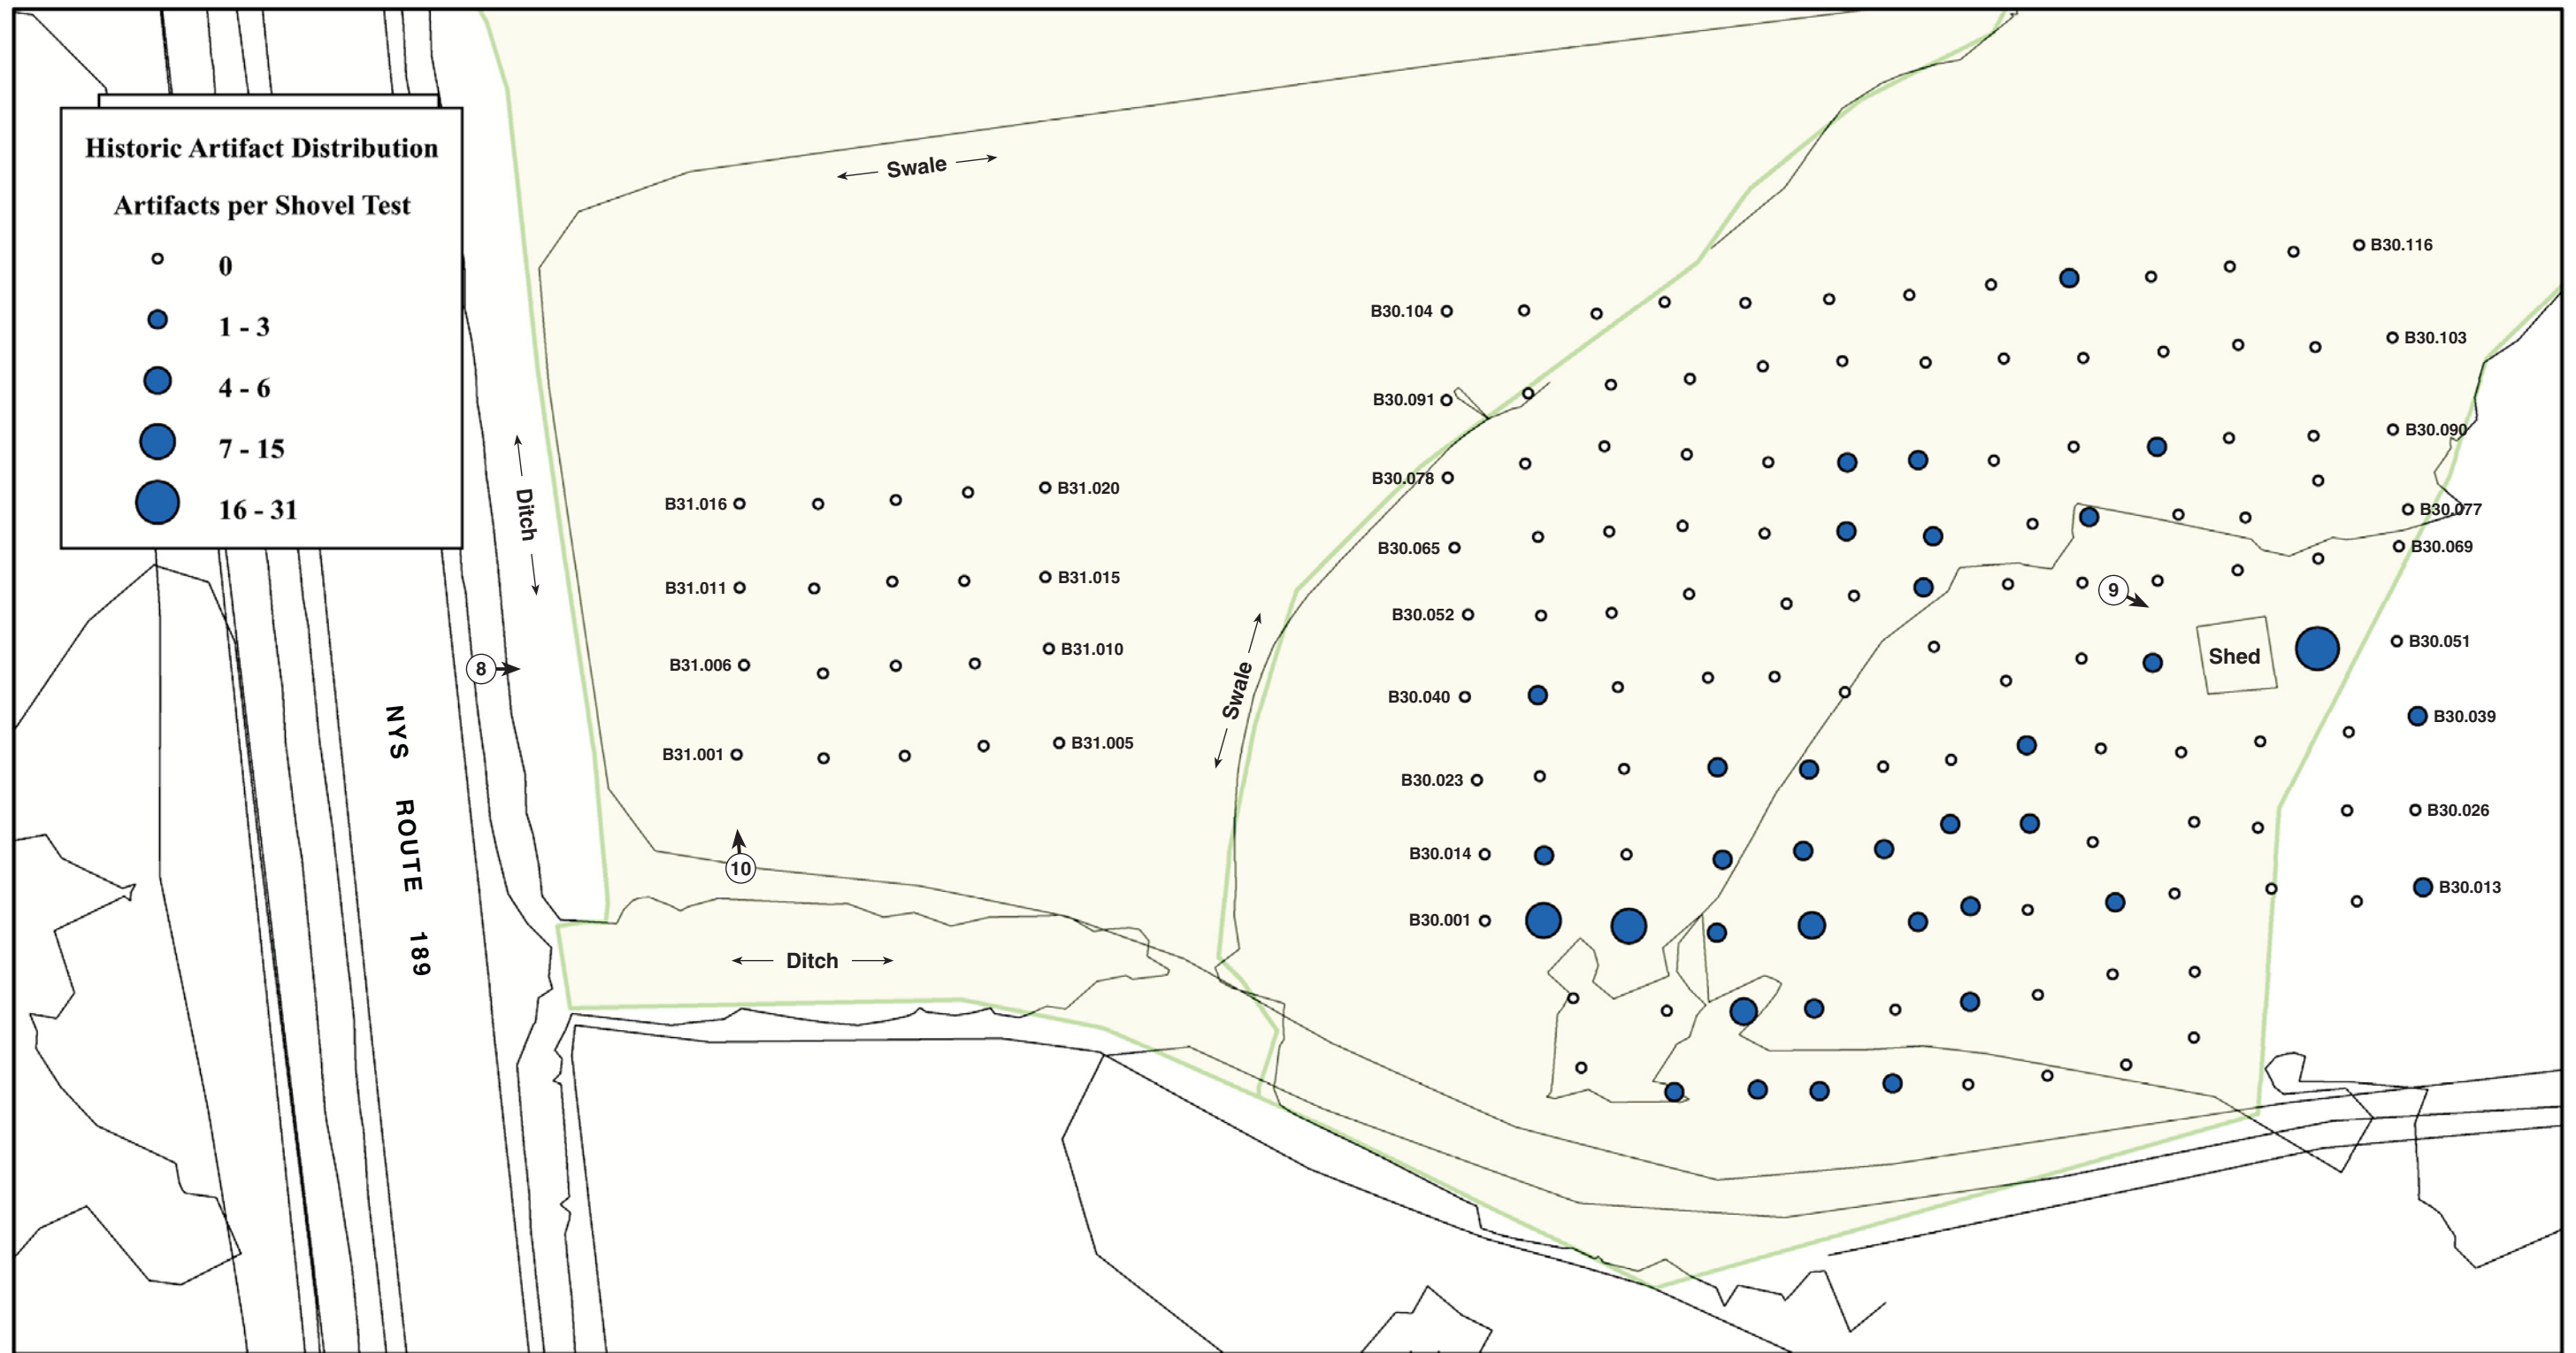 Historic Artifact Distribution
Artifacts per Shovel Test
0
1 - 3
4 - 6
7 - 15
16 - 31
Swale
Ditch
NYS ROUTE 189
8
B31.016
B31.020
B31.011
B31.015
B31.006
B31.010
B31.001
B31.005
10
Ditch
Swale
B30.116
B30.104
B30.103
B30.091
B30.090
B30.078
B30.077
B30.065
B30.069
9
B30.052
Shed
B30.051
B30.040
B30.039
B30.023
B30.026
B30.014
B30.013
B30.001